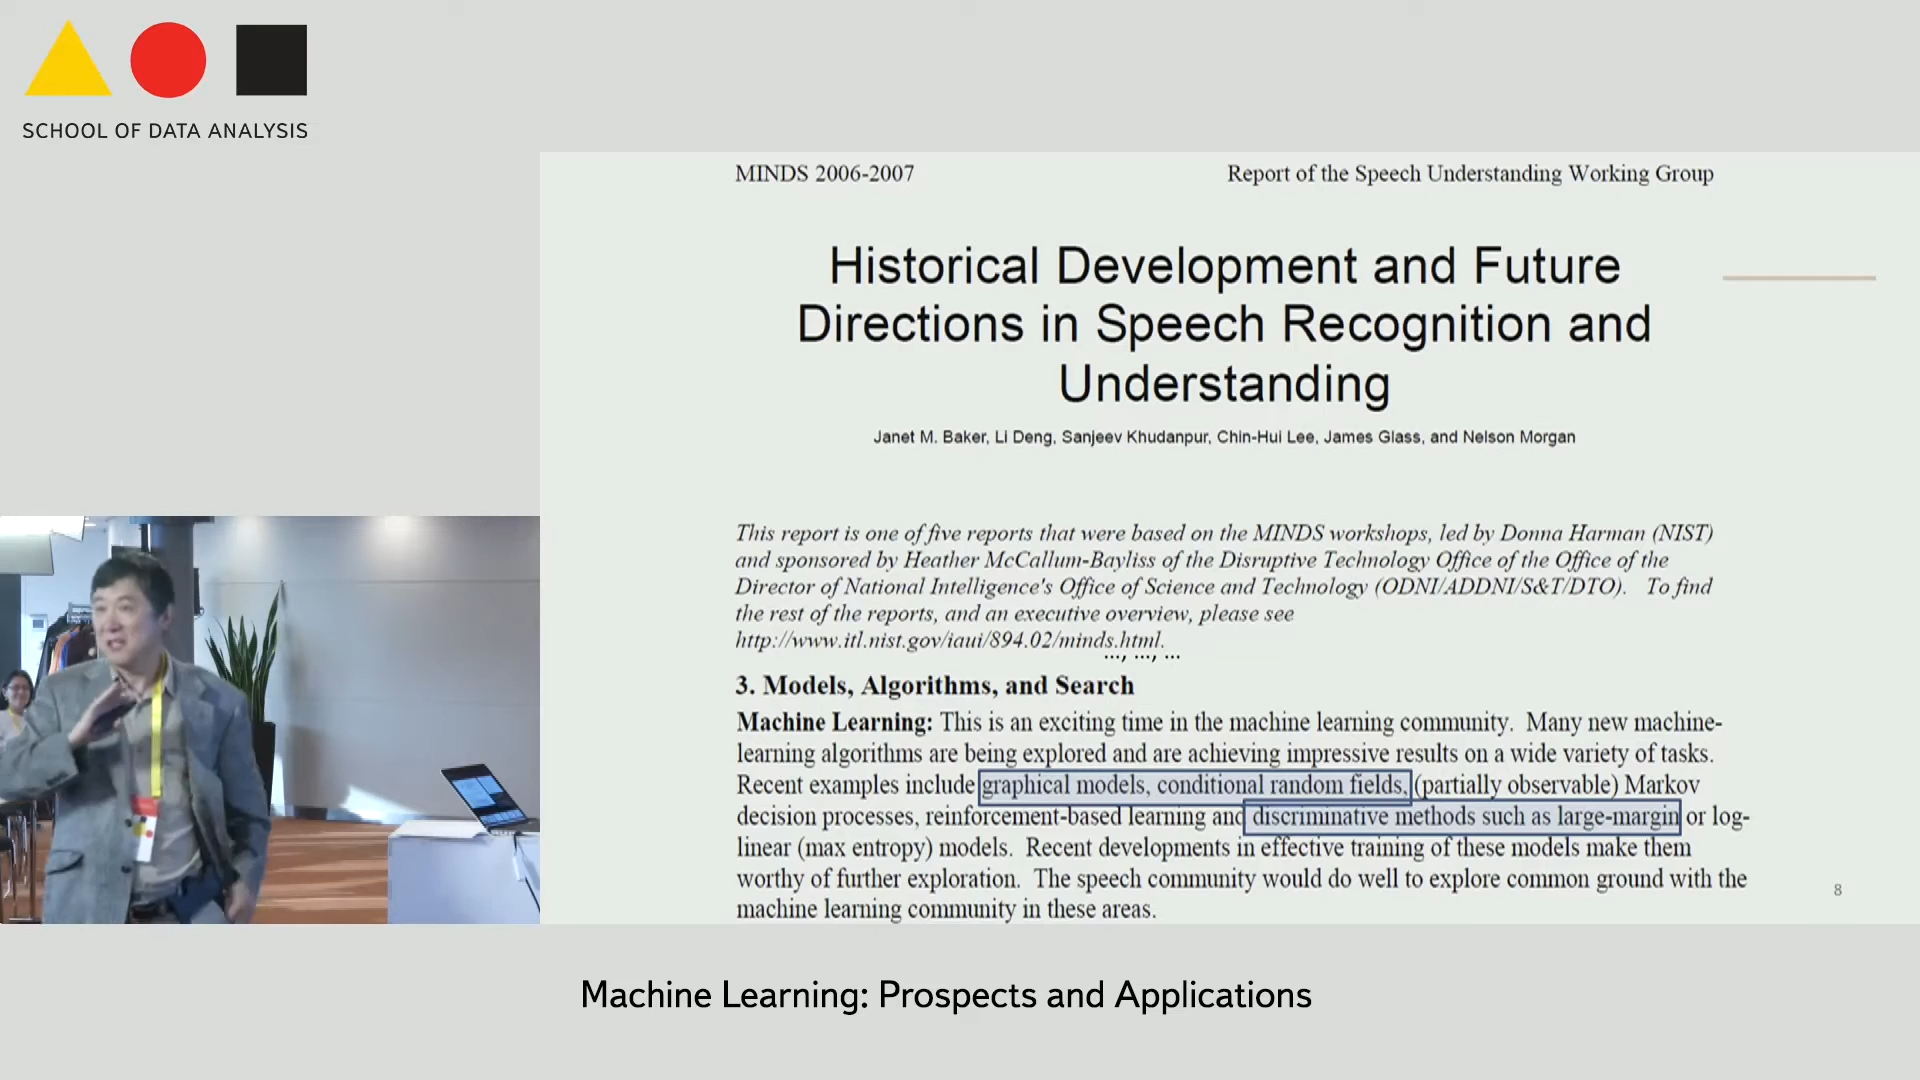 SCHOOL OF DATA ANALYSIS
MINDS 2006-2007
Report of the Speech Understanding Working Group
Historical Development and Future
Directions in Speech Recognition and
Understanding
Janet M. Baker, Li Deng, Sanjeev Khudanpur, Chin-Hui Lee, James Glass, and Nelson Morgan
This report is one of five reports that were based on the MINDS workshops, led by Donna Harman (NIST)
and sponsored by Heather McCallum-Bayliss of the Disruptive Technology Office of the Office of the
Director of National Intelligence's Office of Science and Technology (ODNI/ADDNI/S&T/DTO). To find
the rest of the reports, and an executive overview, please see
http://www.itl.nist.gov/iaui/894.02/minds.html.
..., ..., ...
3. Models, Algorithms, and Search
Machine Learning: This is an exciting time in the machine learning community. Many new machine-
learning algorithms are being explored and are achieving impressive results on a wide variety of tasks.
Recent examples include graphical models, conditional random fields, (partially observable) Markov
decision processes, reinforcement-based learning and discriminative methods such as large-margin or log-
linear (max entropy) models. Recent developments in effective training of these models make them
worthy of further exploration. The speech community would do well to explore common ground with the
machine learning community in these areas.
8
Machine Learning: Prospects and Applications